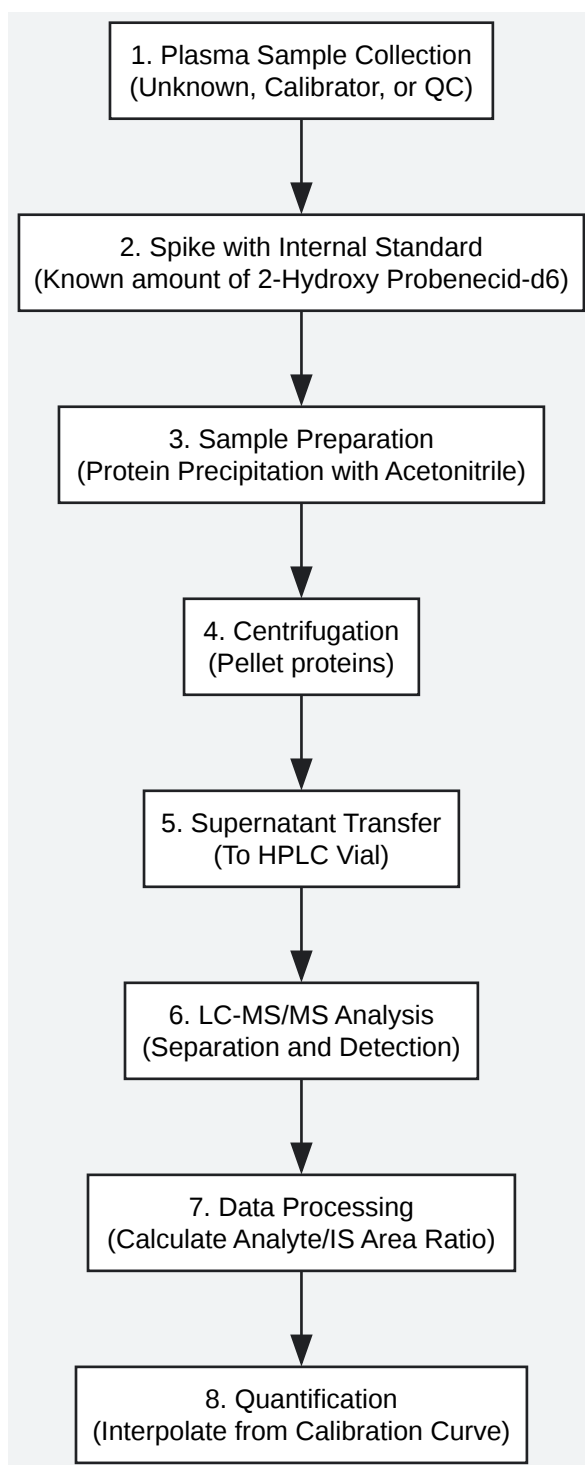 1. Plasma Sample Collection
(Unknown, Calibrator, or QC)
2. Spike with Internal Standard
(Known amount of 2-Hydroxy Probenecid-d6)
3. Sample Preparation
(Protein Precipitation with Acetonitrile)
4. Centrifugation
(Pellet proteins)
5. Supernatant Transfer
(To HPLC Vial)
6. LC-MS/MS Analysis
(Separation and Detection)
7. Data Processing
(Calculate Analyte/IS Area Ratio)
8. Quantification
(Interpolate from Calibration Curve)